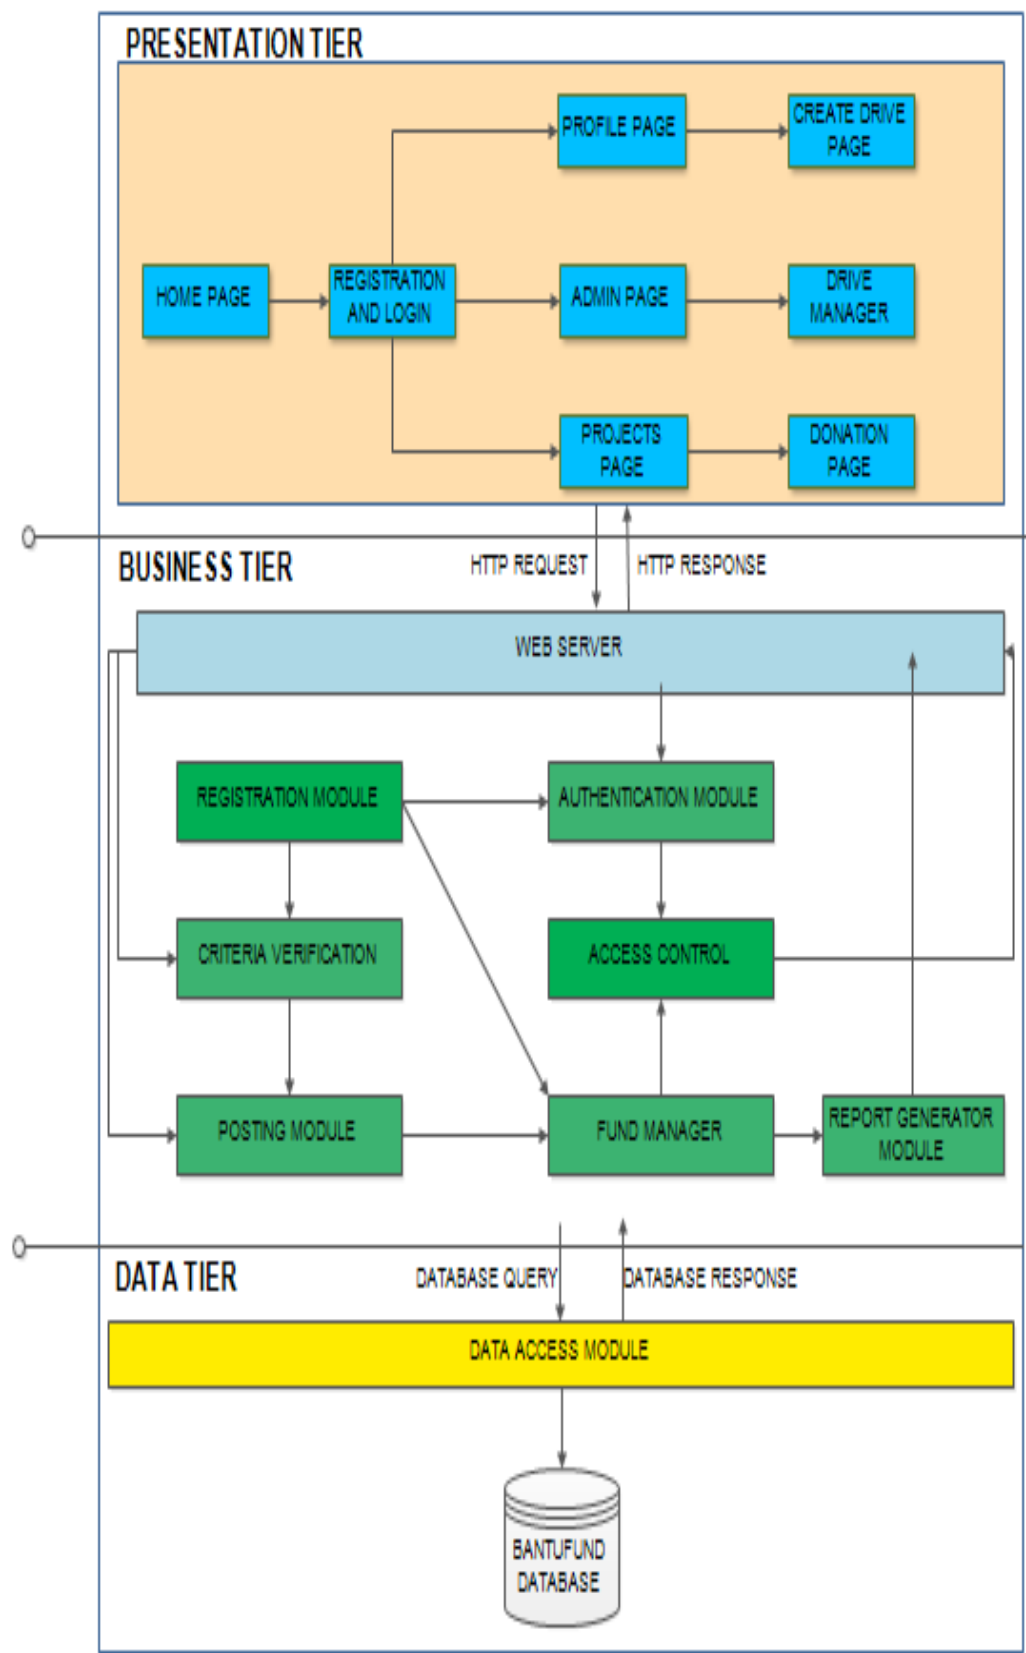 PRESENTATION TIER
PROFILE PAGE
CREATE DRIVE
PAGE
HOME PAGE
REGISTRATION
AND LOGIN
ADMIN PAGE
DRIVE
MANAGER
PROJECTS
PAGE
DONATION
PAGE
BUSINESS TIER
HTTP REQUEST
HTTP RESPONSE
WEB SERVER
REGISTRATION MODULE
AUTHENTICATION MODULE
CRITERIA VERIFICATION
ACCESS CONTROL
POSTING MODULE
FUND MANAGER
REPORT GENERATOR
MODULE
DATA TIER
DATABASE QUERY
DATABASE RESPONSE
DATA ACCESS MODULE
BANTUFUND
DATABASE